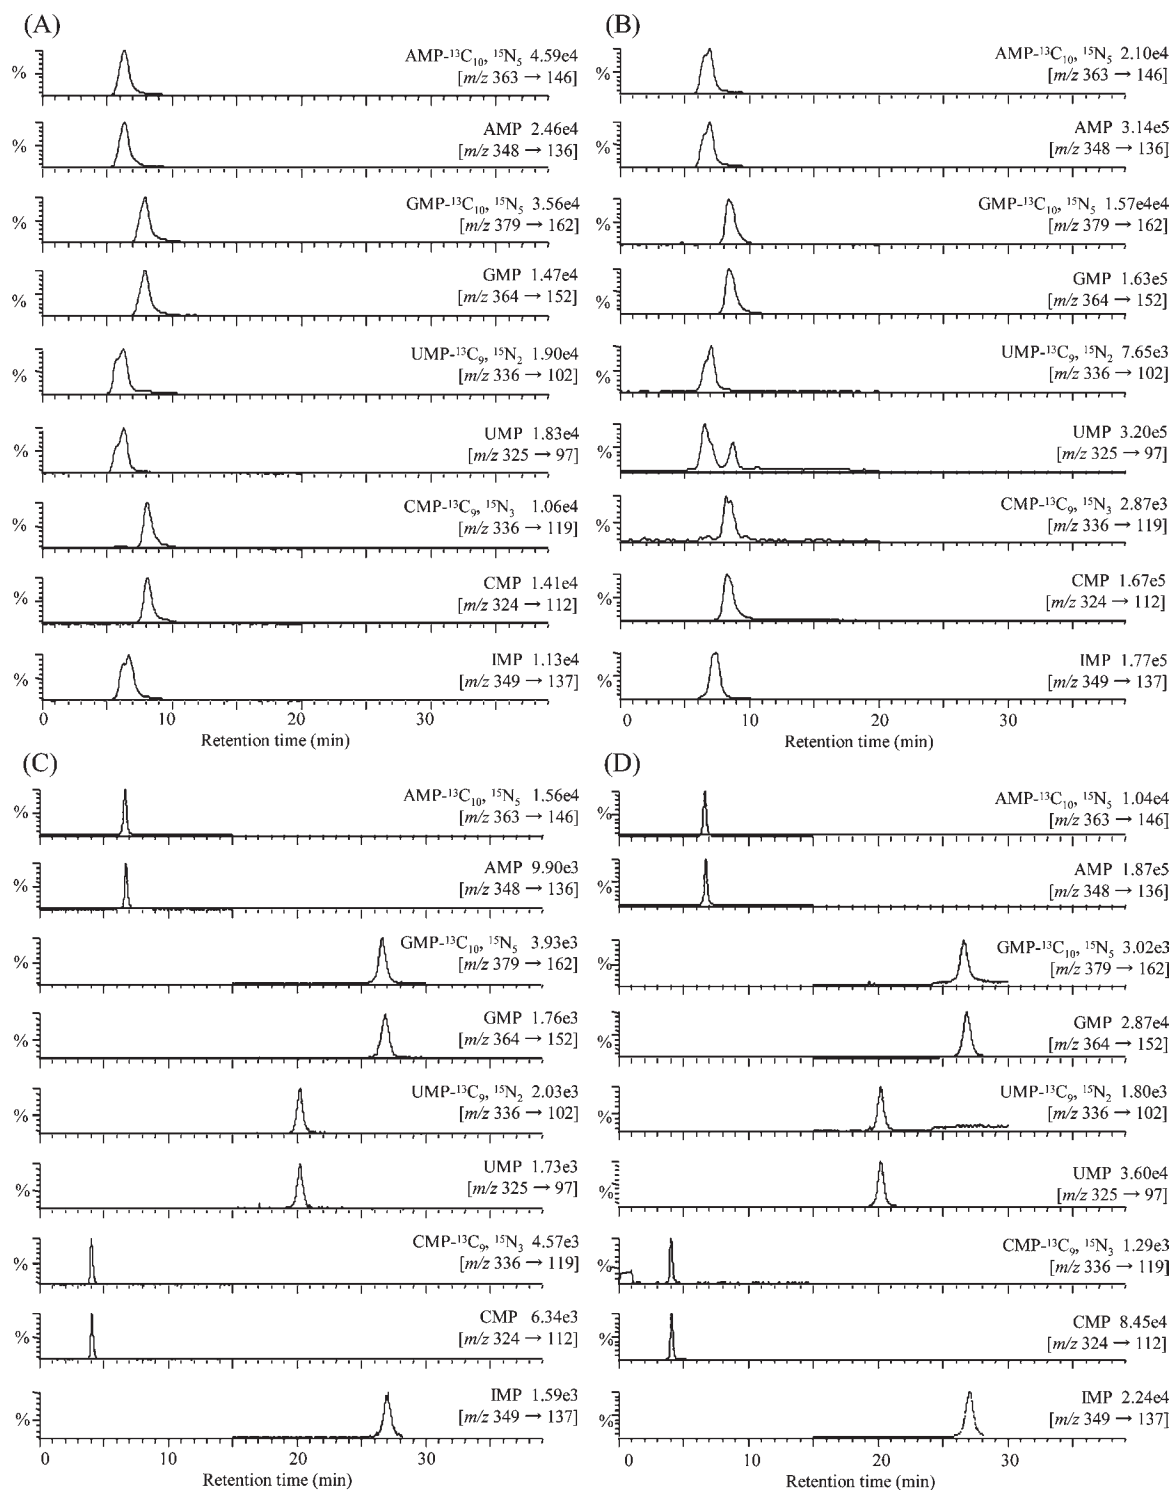 (A)
% AMP-¹³C₁₀, ¹⁵N₅ 4.59e4
[m/z 363 → 146]
% AMP 2.46e4
[m/z 348 → 136]
% GMP-¹³C₁₀, ¹⁵N₅ 3.56e4
[m/z 379 → 162]
% GMP 1.47e4
[m/z 364 → 152]
% UMP-¹³C₉, ¹⁵N₂ 1.90e4
[m/z 336 → 102]
% UMP 1.83e4
[m/z 325 → 97]
% CMP-¹³C₉, ¹⁵N₃ 1.06e4
[m/z 336 → 119]
% CMP 1.41e4
[m/z 324 → 112]
% IMP 1.13e4
[m/z 349 → 137]
0 10 20 30
Retention time (min)
(B)
% AMP-¹³C₁₀, ¹⁵N₅ 2.10e4
[m/z 363 → 146]
% AMP 3.14e5
[m/z 348 → 136]
% GMP-¹³C₁₀, ¹⁵N₅ 1.57e4e4
[m/z 379 → 162]
% GMP 1.63e5
[m/z 364 → 152]
% UMP-¹³C₉, ¹⁵N₂ 7.65e3
[m/z 336 → 102]
% UMP 3.20e5
[m/z 325 → 97]
% CMP-¹³C₉, ¹⁵N₃ 2.87e3
[m/z 336 → 119]
% CMP 1.67e5
[m/z 324 → 112]
% IMP 1.77e5
[m/z 349 → 137]
0 10 20 30
Retention time (min)
(C)
% AMP-¹³C₁₀, ¹⁵N₅ 1.56e4
[m/z 363 → 146]
% AMP 9.90e3
[m/z 348 → 136]
% GMP-¹³C₁₀, ¹⁵N₅ 3.93e3
[m/z 379 → 162]
% GMP 1.76e3
[m/z 364 → 152]
% UMP-¹³C₉, ¹⁵N₂ 2.03e3
[m/z 336 → 102]
% UMP 1.73e3
[m/z 325 → 97]
% CMP-¹³C₉, ¹⁵N₃ 4.57e3
[m/z 336 → 119]
% CMP 6.34e3
[m/z 324 → 112]
% IMP 1.59e3
[m/z 349 → 137]
0 10 20 30
Retention time (min)
(D)
% AMP-¹³C₁₀, ¹⁵N₅ 1.04e4
[m/z 363 → 146]
% AMP 1.87e5
[m/z 348 → 136]
% GMP-¹³C₁₀, ¹⁵N₅ 3.02e3
[m/z 379 → 162]
% GMP 2.87e4
[m/z 364 → 152]
% UMP-¹³C₉, ¹⁵N₂ 1.80e3
[m/z 336 → 102]
% UMP 3.60e4
[m/z 325 → 97]
% CMP-¹³C₉, ¹⁵N₃ 1.29e3
[m/z 336 → 119]
% CMP 8.45e4
[m/z 324 → 112]
% IMP 2.24e4
[m/z 349 → 137]
0 10 20 30
Retention time (min)